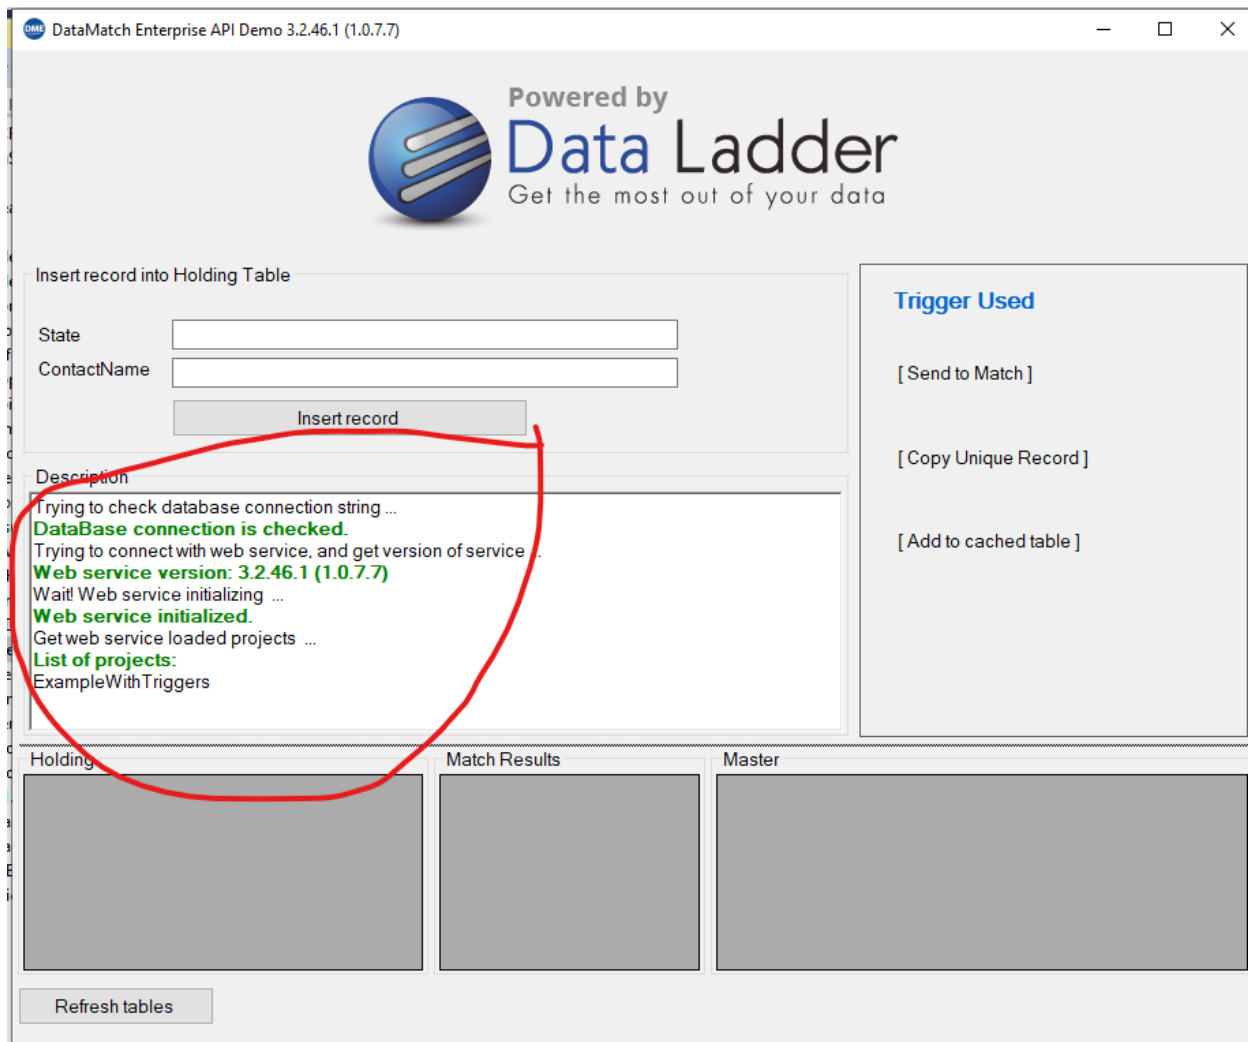 DME DataMatch Enterprise API Demo 3.2.46.1 (1.0.7.7)
Powered by
Data Ladder
Get the most out of your data
Insert record into Holding Table
State
ContactName
Insert record
Trigger Used
[ Send to Match ]
[ Copy Unique Record ]
[ Add to cached table ]
Description
Trying to check database connection string ...
DataBase connection is checked.
Trying to connect with web service, and get version of service ...
Web service version: 3.2.46.1 (1.0.7.7)
Wait! Web service initializing ...
Web service initialized.
Get web service loaded projects ...
List of projects:
ExampleWithTriggers
Holding
Match Results
Master
Refresh tables